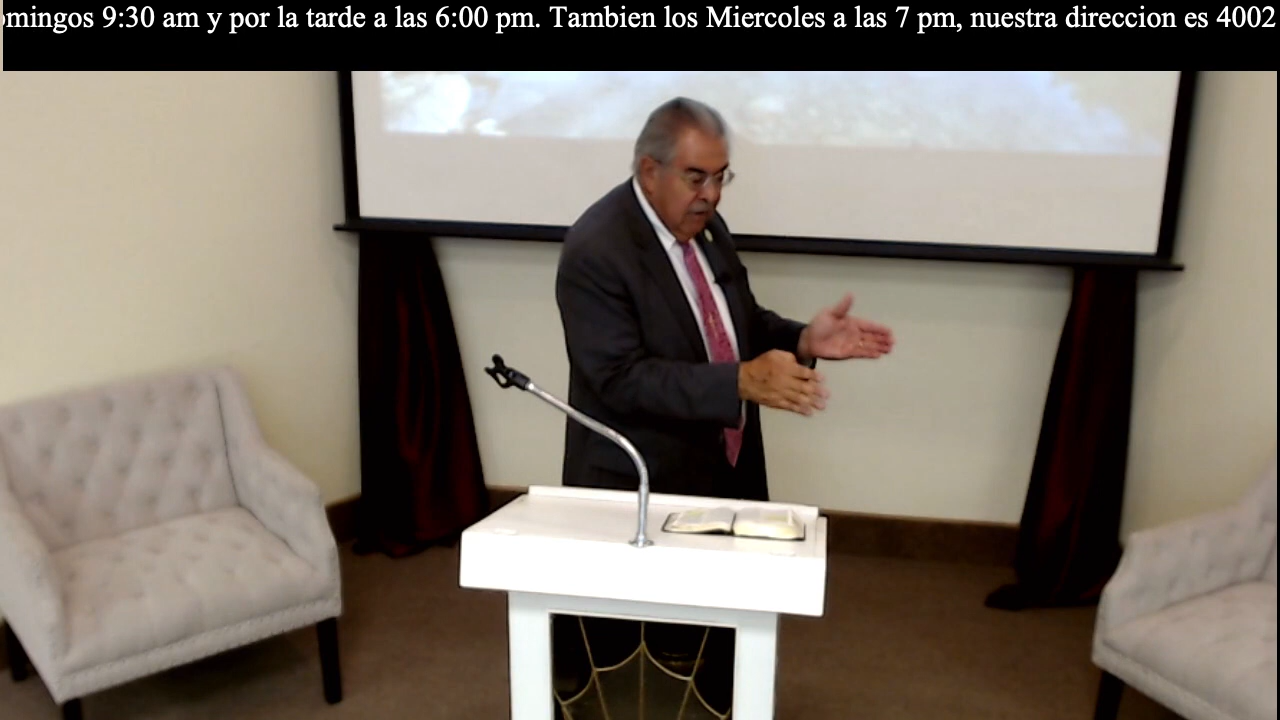 omingos 9:30 am y por la tarde a las 6:00 pm. Tambien los Miercoles a las 7 pm, nuestra direccion es 4002